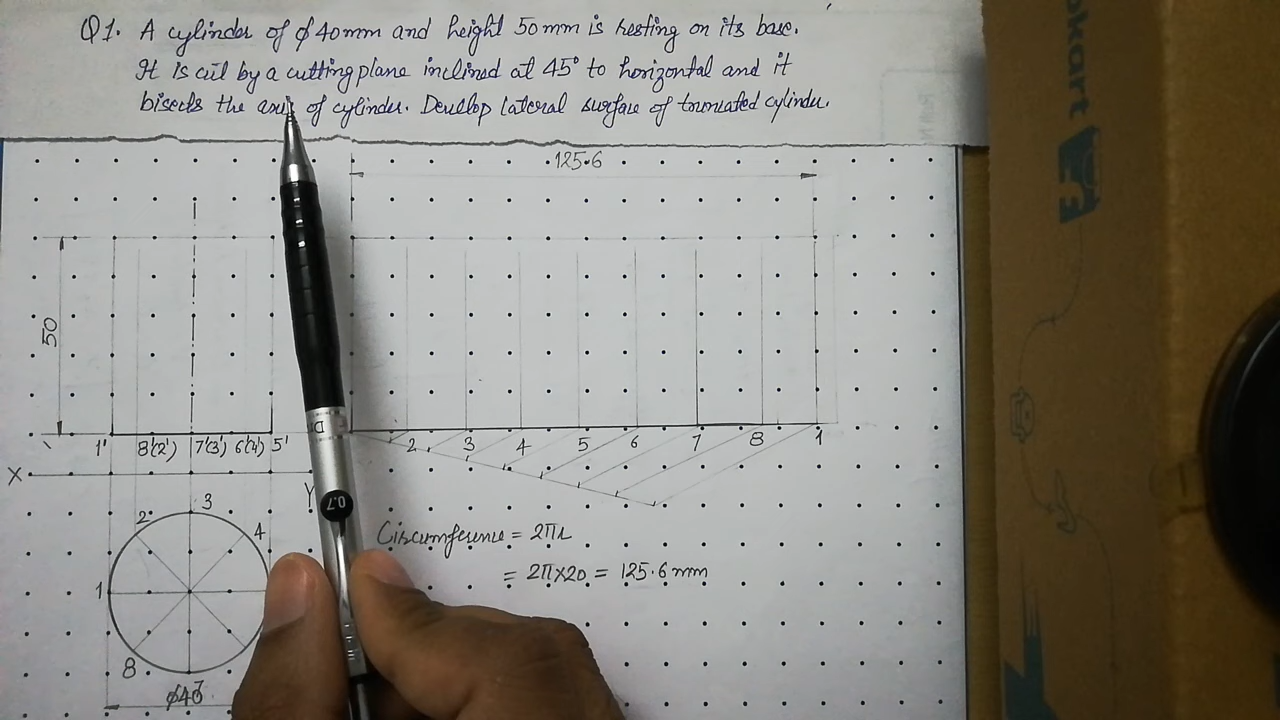 Q1. A cylinder of φ40mm and height 50mm is resting on its base.
It is cut by a cutting plane inclined at 45° to horizontal and it
bisects the axis of cylinder. Develop lateral surface of truncated cylinder.
125.6
50
1' 8'(2') 7'(3') 6'(4') 5' 2 3 4 5 6 7 8 1
X Y
2 3 4
1
8
φ40
Circumference = 2πr
= 2π×20 = 125.6 mm
0.7